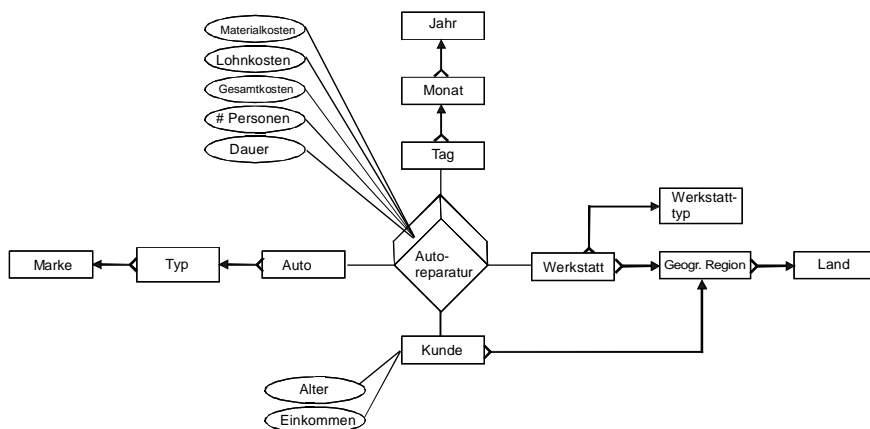 Materialkosten
Jahr
Lohnkosten
Gesamtkosten
Monat
# Personen
Dauer
Tag
Werkstatt-
typ
Marke
Typ
Auto
Auto-
reparatur
Werkstatt
Geogr. Region
Land
Kunde
Alter
Einkommen